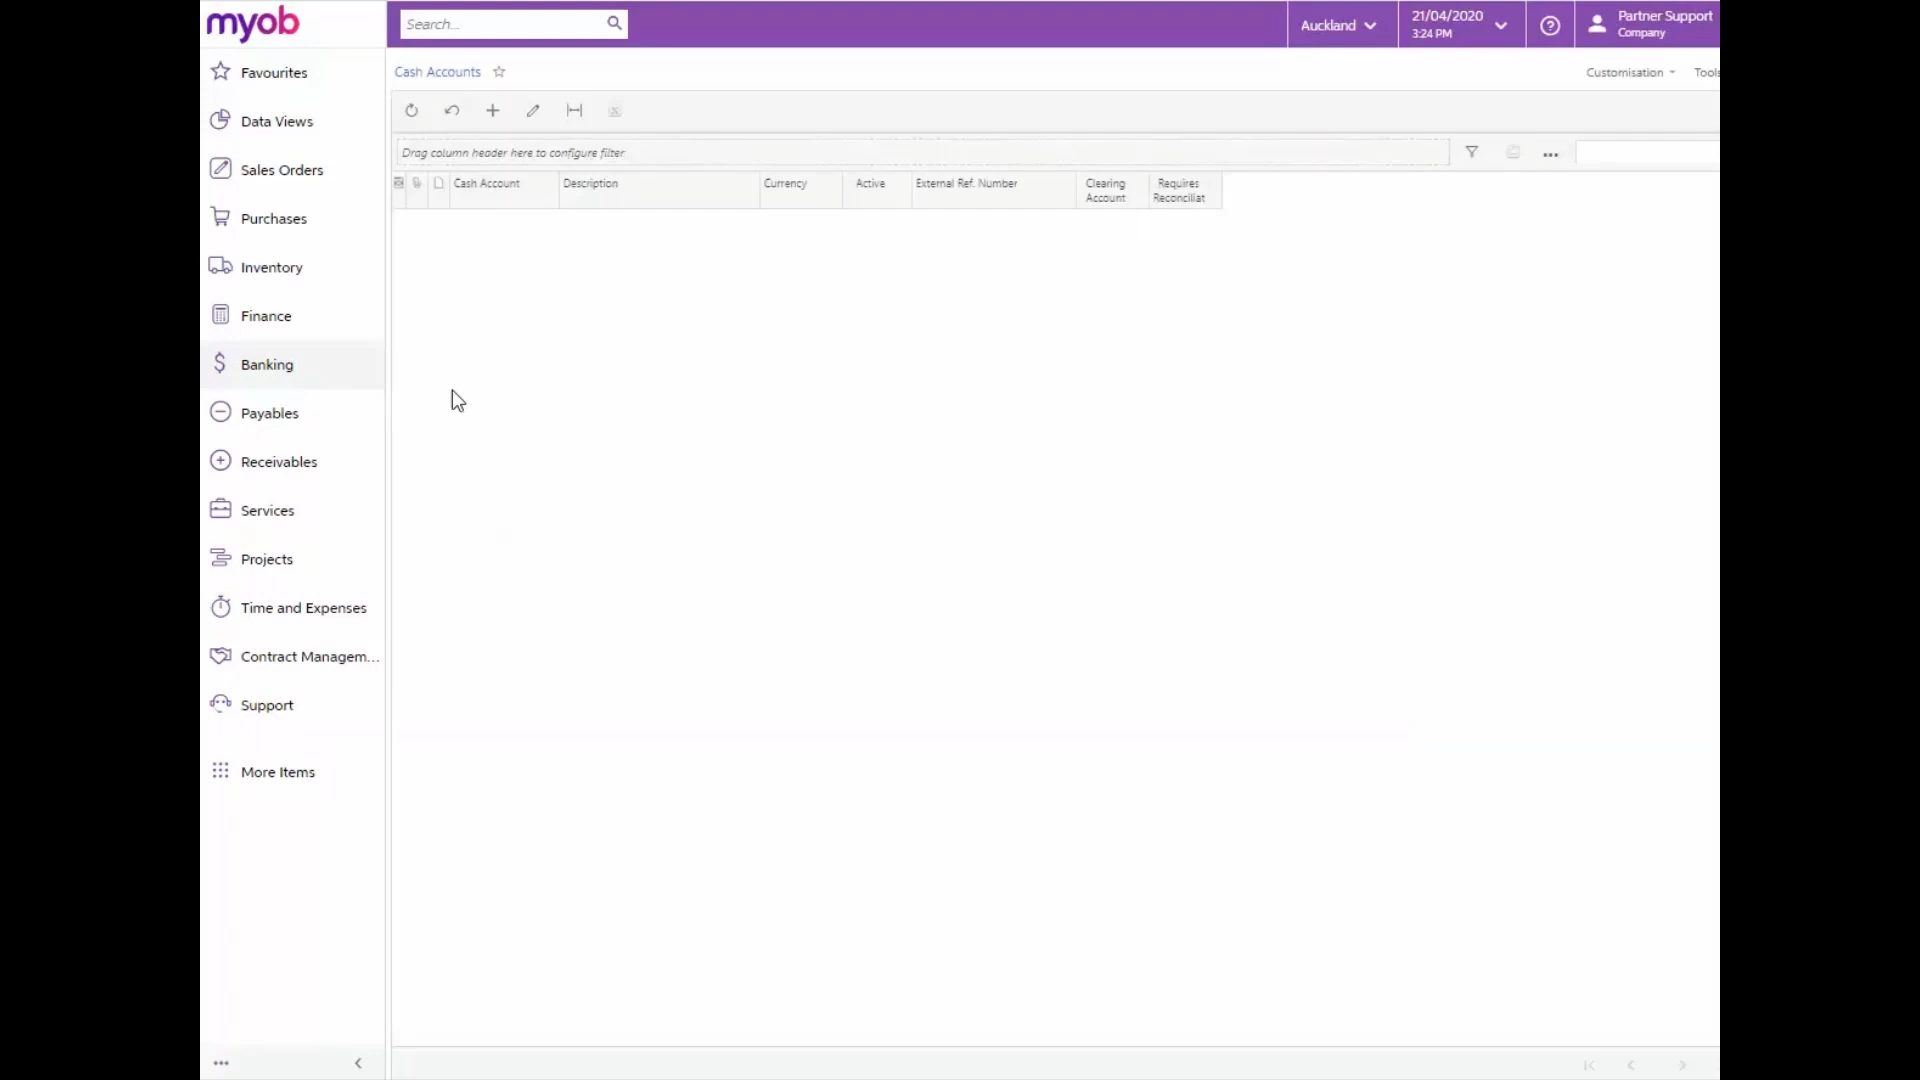 myob
Search...
Auckland
21/04/2020
3:24 PM
Partner Support
Company
Favourites
Data Views
Sales Orders
Purchases
Inventory
Finance
Banking
Payables
Receivables
Services
Projects
Time and Expenses
Contract Managem...
Support
More Items
Cash Accounts
Customisation
Tools
Drag column header here to configure filter
Cash Account
Description
Currency
Active
External Ref. Number
Clearing
Account
Requires
Reconciliat